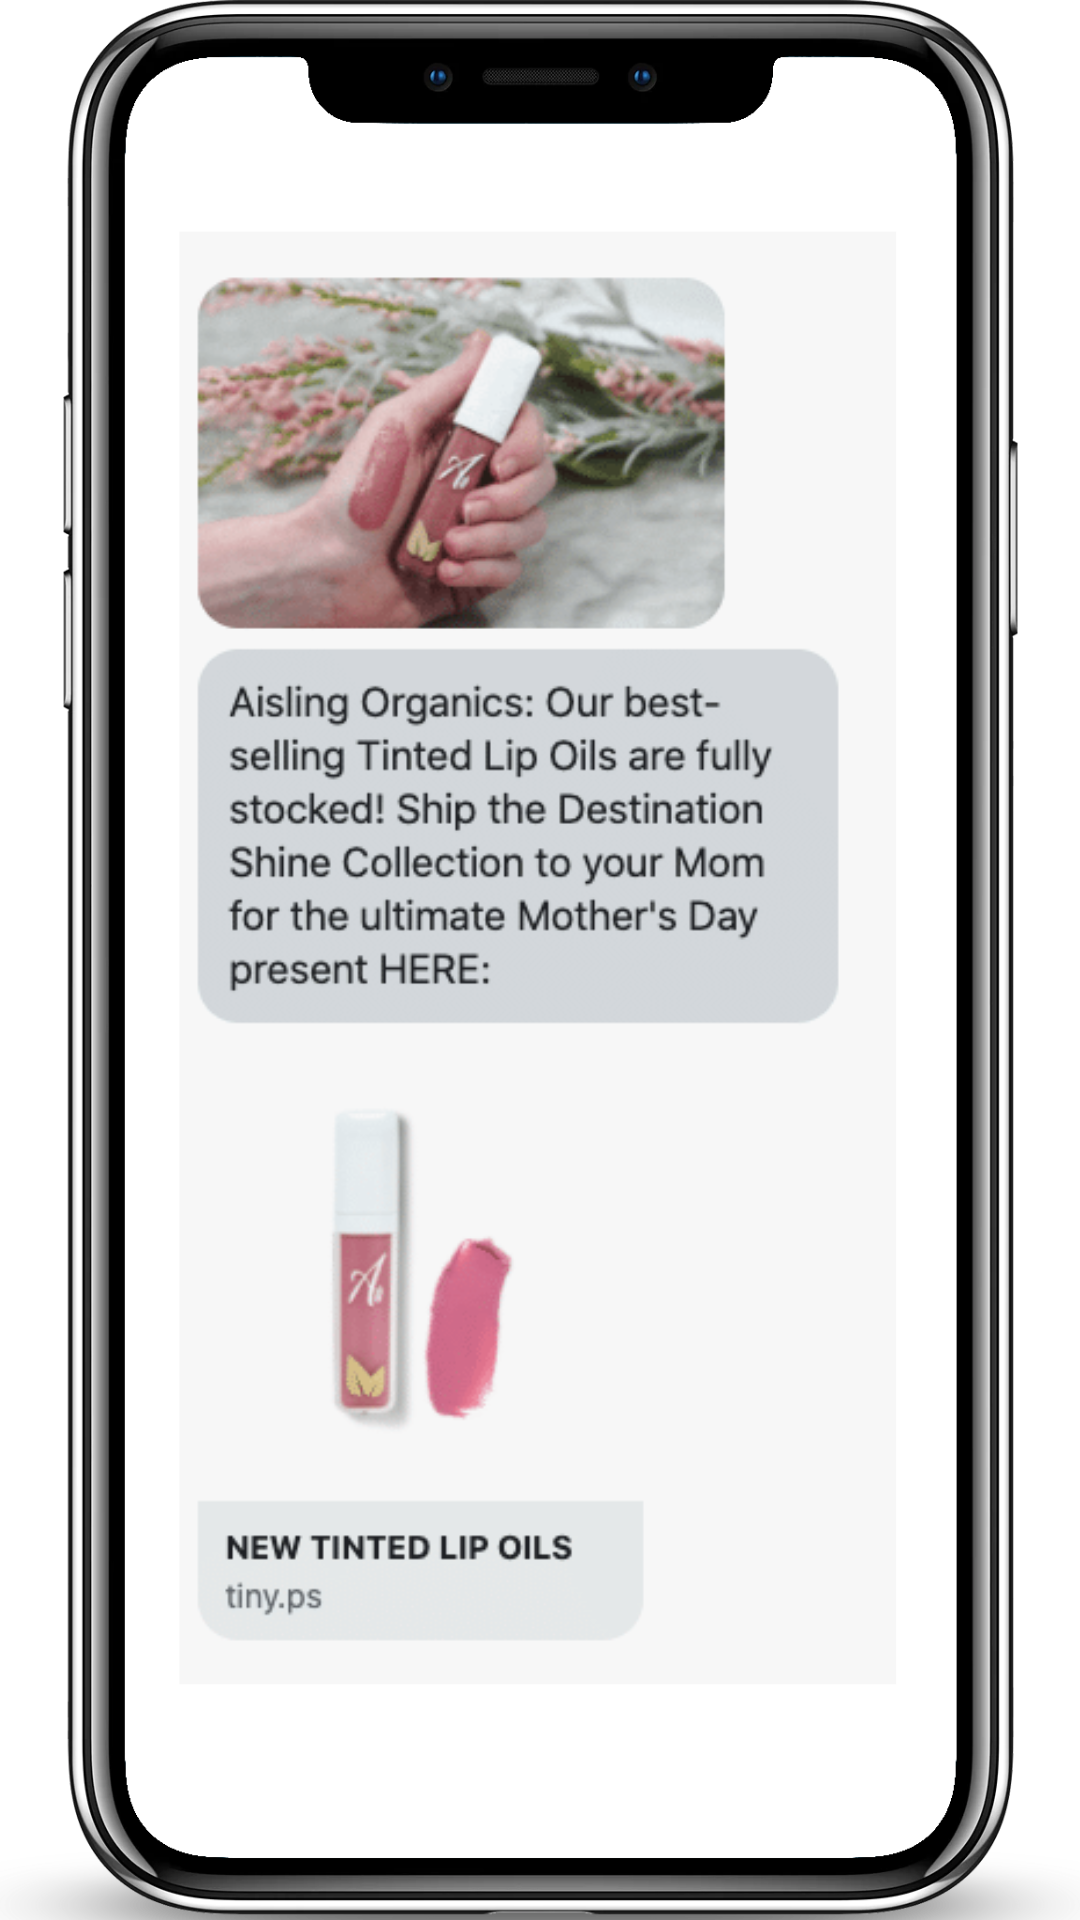 Aisling Organics: Our best-
selling Tinted Lip Oils are fully
stocked! Ship the Destination
Shine Collection to your Mom
for the ultimate Mother's Day
present HERE:
NEW TINTED LIP OILS
tiny.ps